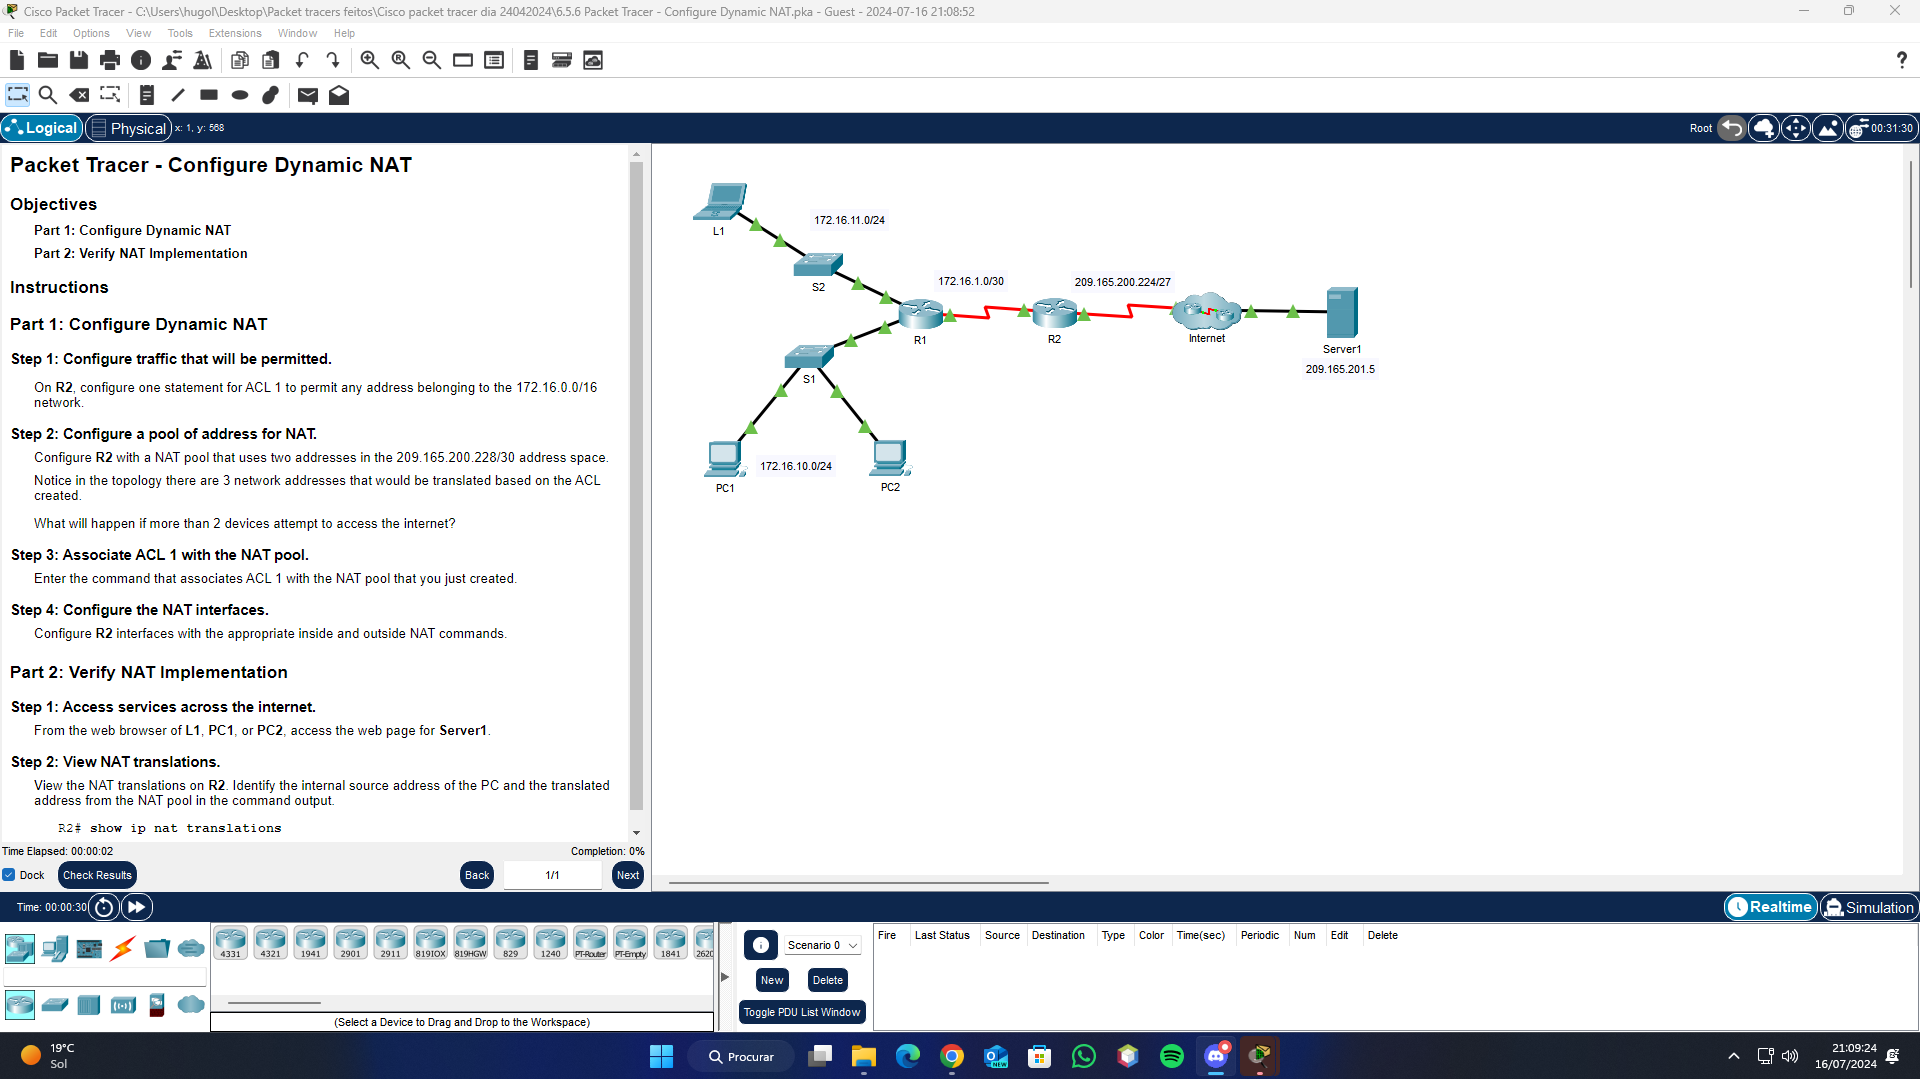 Cisco Packet Tracer - C:\Users\hugol\Desktop\Packet tracers feitos\Cisco packet tracer dia 24042024\6.5.6 Packet Tracer - Configure Dynamic NAT.pka - Guest - 2024-07-16 21:08:52
File Edit Options View Tools Extensions Window Help
Logical Physical x: 1, y: 568 Root 00:31:30
Packet Tracer - Configure Dynamic NAT
Objectives
Part 1: Configure Dynamic NAT
Part 2: Verify NAT Implementation
Instructions
Part 1: Configure Dynamic NAT
Step 1: Configure traffic that will be permitted.
On R2, configure one statement for ACL 1 to permit any address belonging to the 172.16.0.0/16
network.
Step 2: Configure a pool of address for NAT.
Configure R2 with a NAT pool that uses two addresses in the 209.165.200.228/30 address space.
Notice in the topology there are 3 network addresses that would be translated based on the ACL
created.
What will happen if more than 2 devices attempt to access the internet?
Step 3: Associate ACL 1 with the NAT pool.
Enter the command that associates ACL 1 with the NAT pool that you just created.
Step 4: Configure the NAT interfaces.
Configure R2 interfaces with the appropriate inside and outside NAT commands.
Part 2: Verify NAT Implementation
Step 1: Access services across the internet.
From the web browser of L1, PC1, or PC2, access the web page for Server1.
Step 2: View NAT translations.
View the NAT translations on R2. Identify the internal source address of the PC and the translated
address from the NAT pool in the command output.
R2# show ip nat translations
Time Elapsed: 00:00:02 Completion: 0%
Dock Check Results Back 1/1 Next
L1
172.16.11.0/24
S2
172.16.1.0/30
209.165.200.224/27
R1
R2
Internet
Server1
209.165.201.5
S1
172.16.10.0/24
PC1
PC2
Time: 00:00:30 Realtime Simulation
4331 4321 1941 2901 2911 819IOX 819HGW 829 1240 PT-Router PT-Empty 1841 2620
(Select a Device to Drag and Drop to the Workspace)
Scenario 0
New Delete
Toggle PDU List Window
Fire Last Status Source Destination Type Color Time(sec) Periodic Num Edit Delete
19°C
Sol
Procurar
NEW
21:09:24
16/07/2024